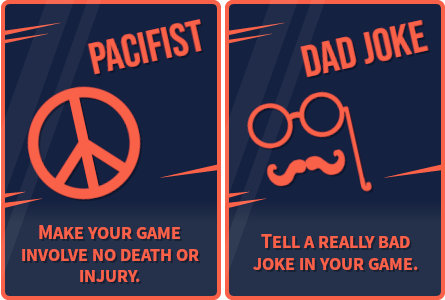 PACIFIST
MAKE YOUR GAME
INVOLVE NO DEATH OR
INJURY.
DAD JOKE
TELL A REALLY BAD
JOKE IN YOUR GAME.